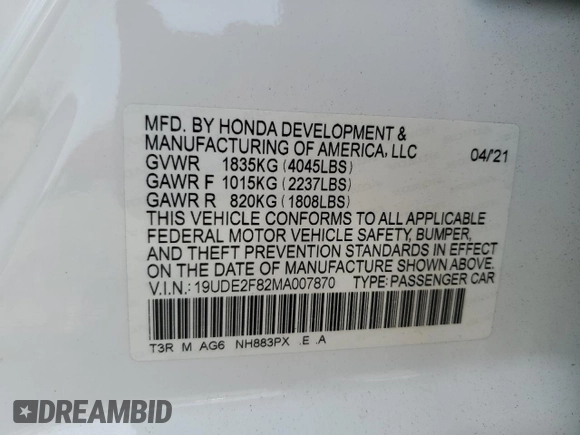 MFD. BY HONDA DEVELOPMENT &
MANUFACTURING OF AMERICA, LLC 04/'21
GVWR 1835KG (4045LBS)
GAWR F 1015KG (2237LBS)
GAWR R 820KG (1808LBS)
THIS VEHICLE CONFORMS TO ALL APPLICABLE
FEDERAL MOTOR VEHICLE SAFETY, BUMPER,
AND THEFT PREVENTION STANDARDS IN EFFECT
ON THE DATE OF MANUFACTURE SHOWN ABOVE.
V.I.N.: 19UDE2F82MA007870 TYPE: PASSENGER CAR
T3R M AG6 NH883PX .E .A
DREAMBID